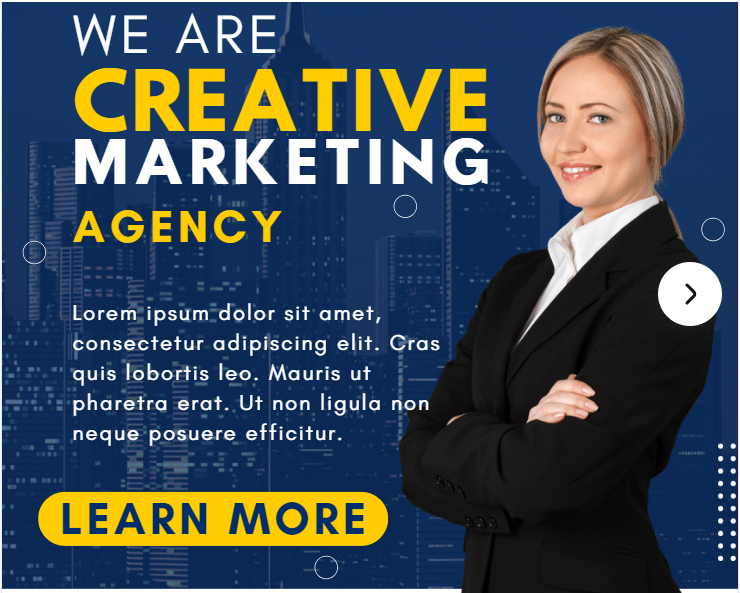 WE ARE
CREATIVE
MARKETING
AGENCY
Lorem ipsum dolor sit amet,
consectetur adipiscing elit. Cras
quis lobortis leo. Mauris ut
pharetra erat. Ut non ligula non
neque posuere efficitur.
LEARN MORE